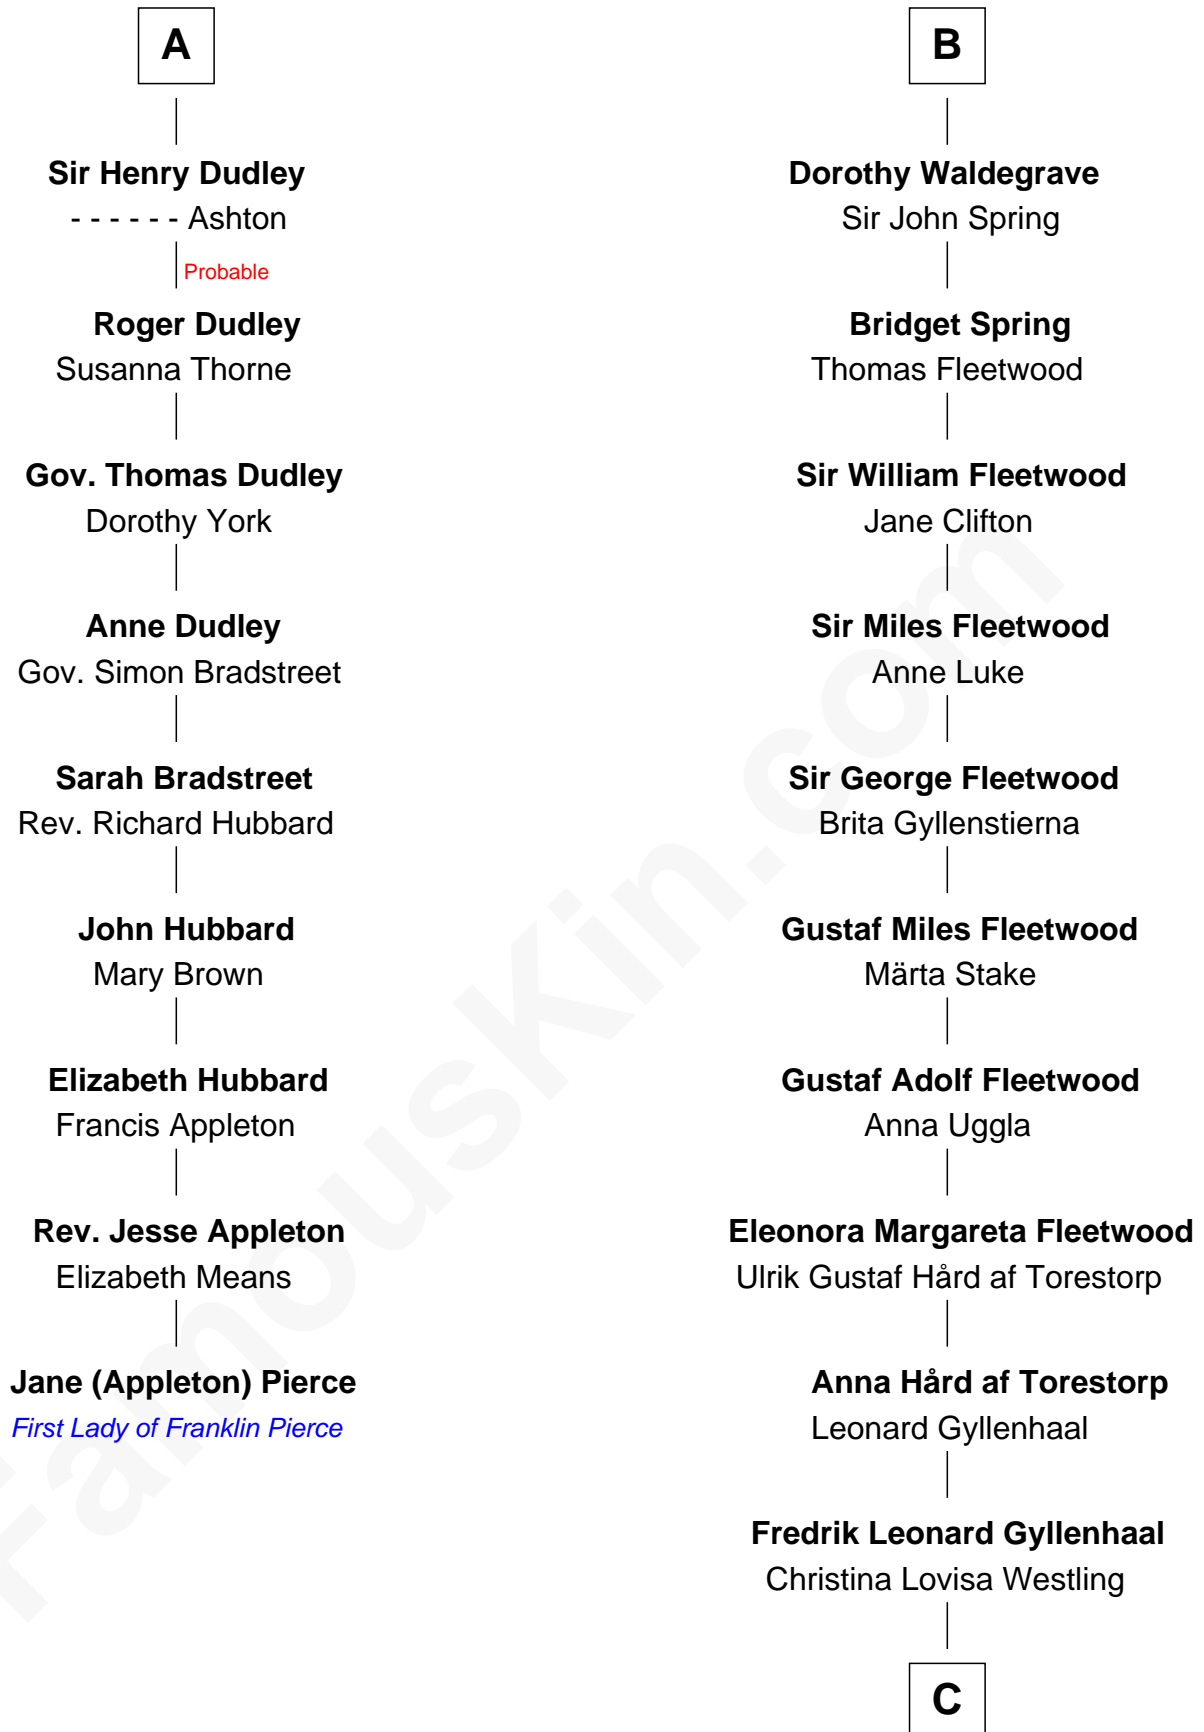 A
Sir Henry Dudley
- - - - - - Ashton
Probable
Roger Dudley
Susanna Thorne
Gov. Thomas Dudley
Dorothy York
Anne Dudley
Gov. Simon Bradstreet
Sarah Bradstreet
Rev. Richard Hubbard
John Hubbard
Mary Brown
Elizabeth Hubbard
Francis Appleton
Rev. Jesse Appleton
Elizabeth Means
Jane (Appleton) Pierce
First Lady of Franklin Pierce
B
Dorothy Waldegrave
Sir John Spring
Bridget Spring
Thomas Fleetwood
Sir William Fleetwood
Jane Clifton
Sir Miles Fleetwood
Anne Luke
Sir George Fleetwood
Brita Gyllenstierna
Gustaf Miles Fleetwood
Märta Stake
Gustaf Adolf Fleetwood
Anna Uggla
Eleonora Margareta Fleetwood
Ulrik Gustaf Hård af Torestorp
Anna Hård af Torestorp
Leonard Gyllenhaal
Fredrik Leonard Gyllenhaal
Christina Lovisa Westling
C
FamousKin.com